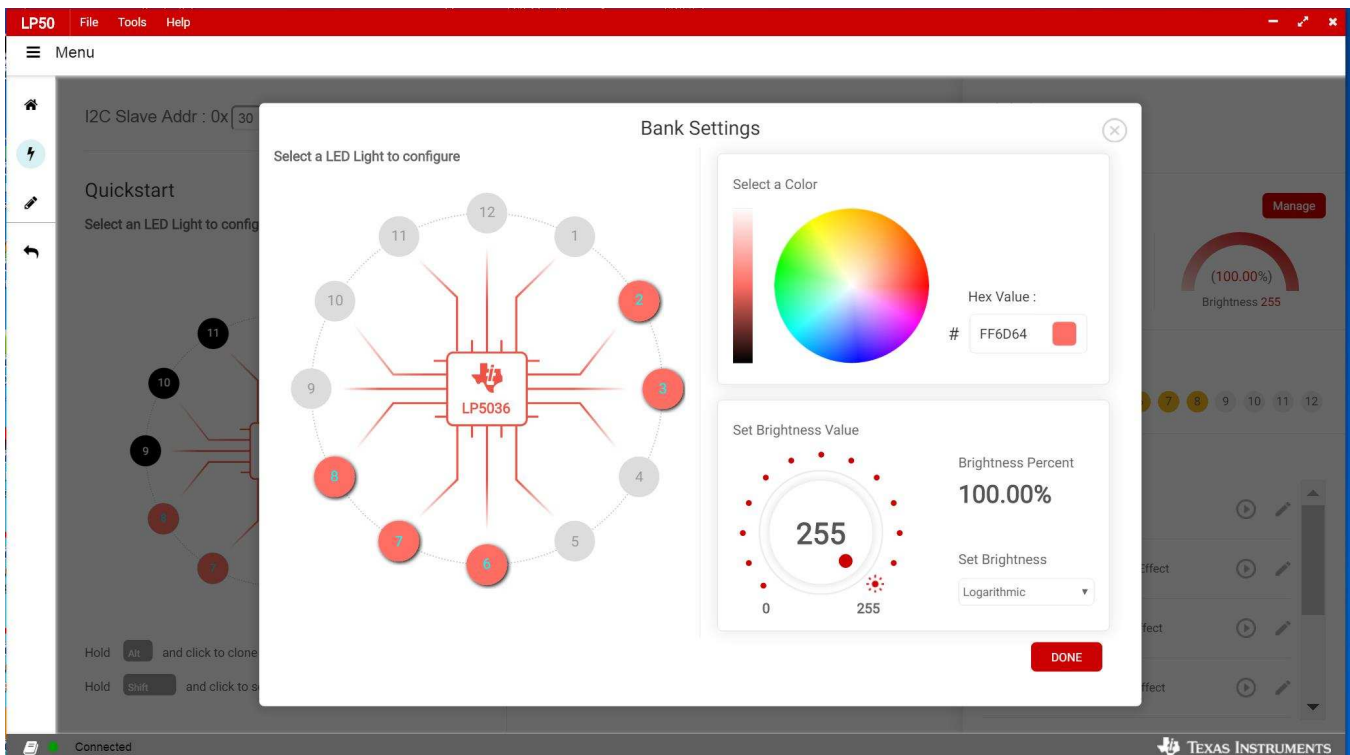 LP50 File Tools Help
Menu
I2C Slave Addr : 0x 30
Quickstart
Select an LED Light to config
11
10
9
8
7
Hold Alt and click to clone
Hold Shift and click to s
Bank Settings
Select a LED Light to configure
12
11
1
10
2
9
3
8
4
7
5
6
LP5036
Select a Color
Hex Value :
# FF6D64
Set Brightness Value
255
0 255
Brightness Percent
100.00%
Set Brightness
Logarithmic
DONE
Manage
(100.00%)
Brightness 255
7 8 9 10 11 12
Effect
fect
ffect
Connected
TEXAS INSTRUMENTS